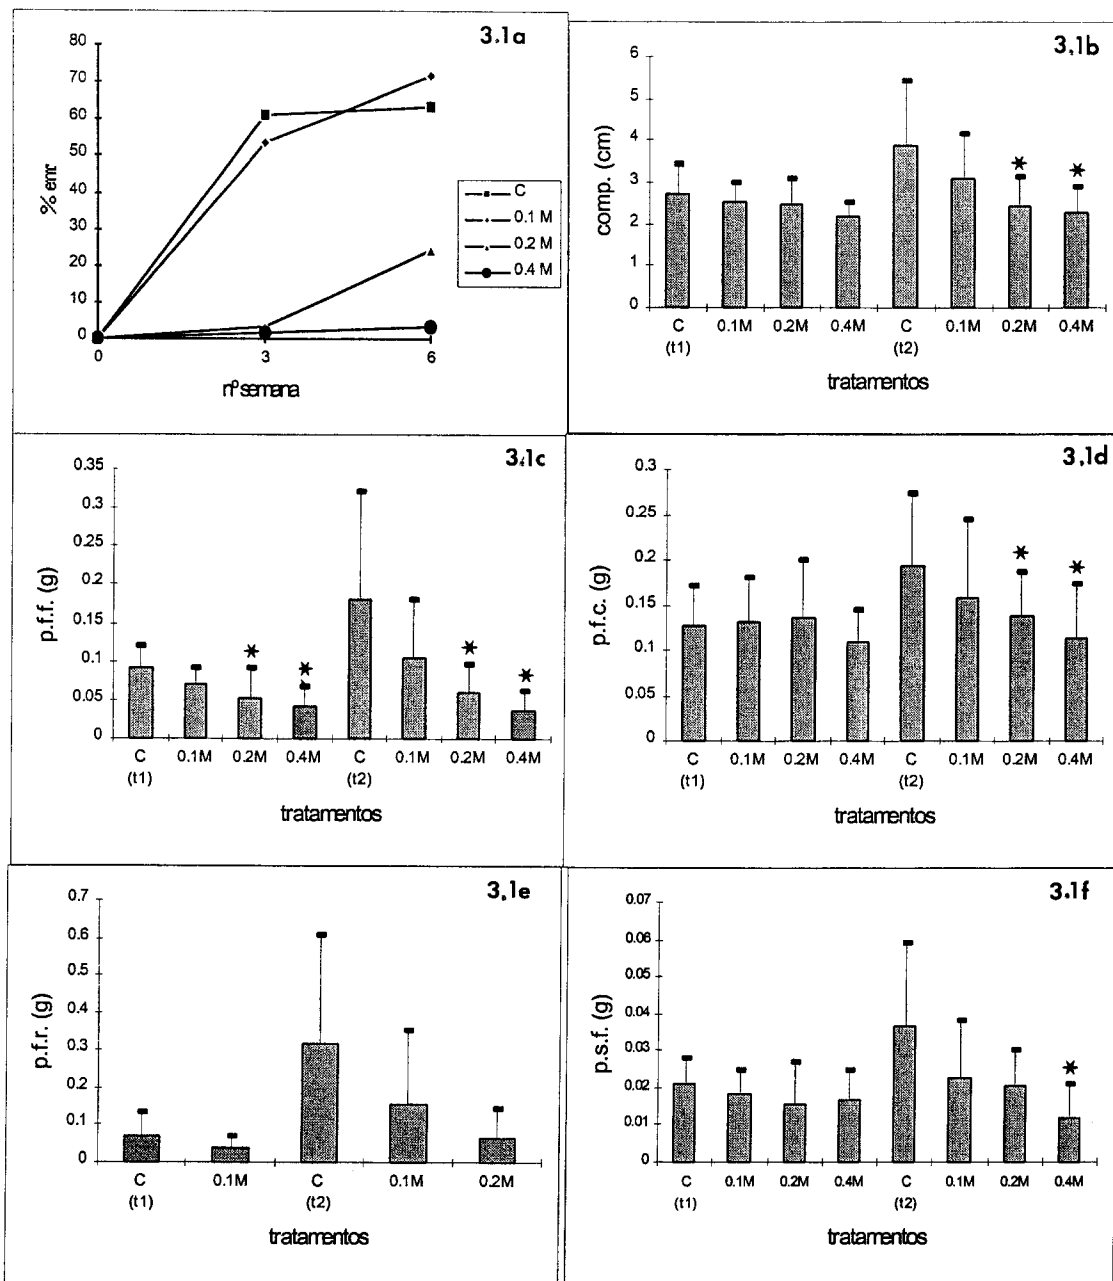 3.1a
80
70
60
50
40
30
20
10
0
% enr
0 3 6
nº semana
C
0.1 M
0.2 M
0.4 M
3.1b
6
5
4
3
2
1
0
comp. (cm)
C 0.1M 0.2M 0.4M C 0.1M 0.2M 0.4M
(t1) (t2)
tratamentos
* *
3.1c
0.35
0.3
0.25
0.2
0.15
0.1
0.05
0
p.f.f. (g)
* * * *
C 0.1M 0.2M 0.4M C 0.1M 0.2M 0.4M
(t1) (t2)
tratamentos
3.1d
0.3
0.25
0.2
0.15
0.1
0.05
0
p.f.c. (g)
* *
C 0.1M 0.2M 0.4M C 0.1M 0.2M 0.4M
(t1) (t2)
tratamentos
3.1e
0.7
0.6
0.5
0.4
0.3
0.2
0.1
0
p.f.r. (g)
C 0.1M C 0.1M 0.2M
(t1) (t2)
tratamentos
3.1f
0.07
0.06
0.05
0.04
0.03
0.02
0.01
0
p.s.f. (g)
*
C 0.1M 0.2M 0.4M C 0.1M 0.2M 0.4M
(t1) (t2)
tratamentos